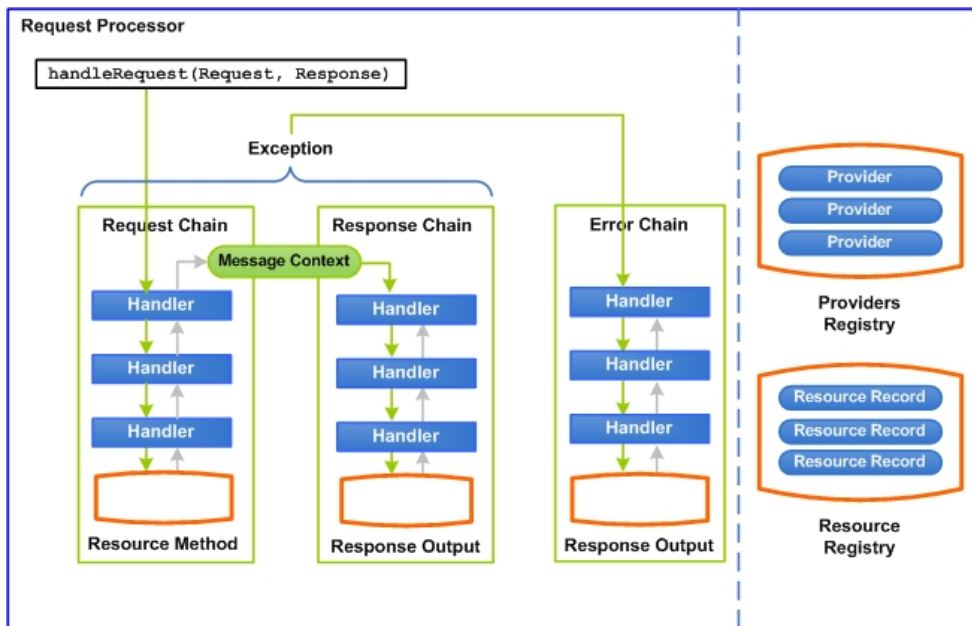 Request Processor
handleRequest(Request, Response)
Exception
Request Chain
Message Context
Handler
Handler
Handler
Resource Method
Response Chain
Handler
Handler
Handler
Response Output
Error Chain
Handler
Handler
Handler
Response Output
Provider
Provider
Provider
Providers
Registry
Resource Record
Resource Record
Resource Record
Resource
Registry